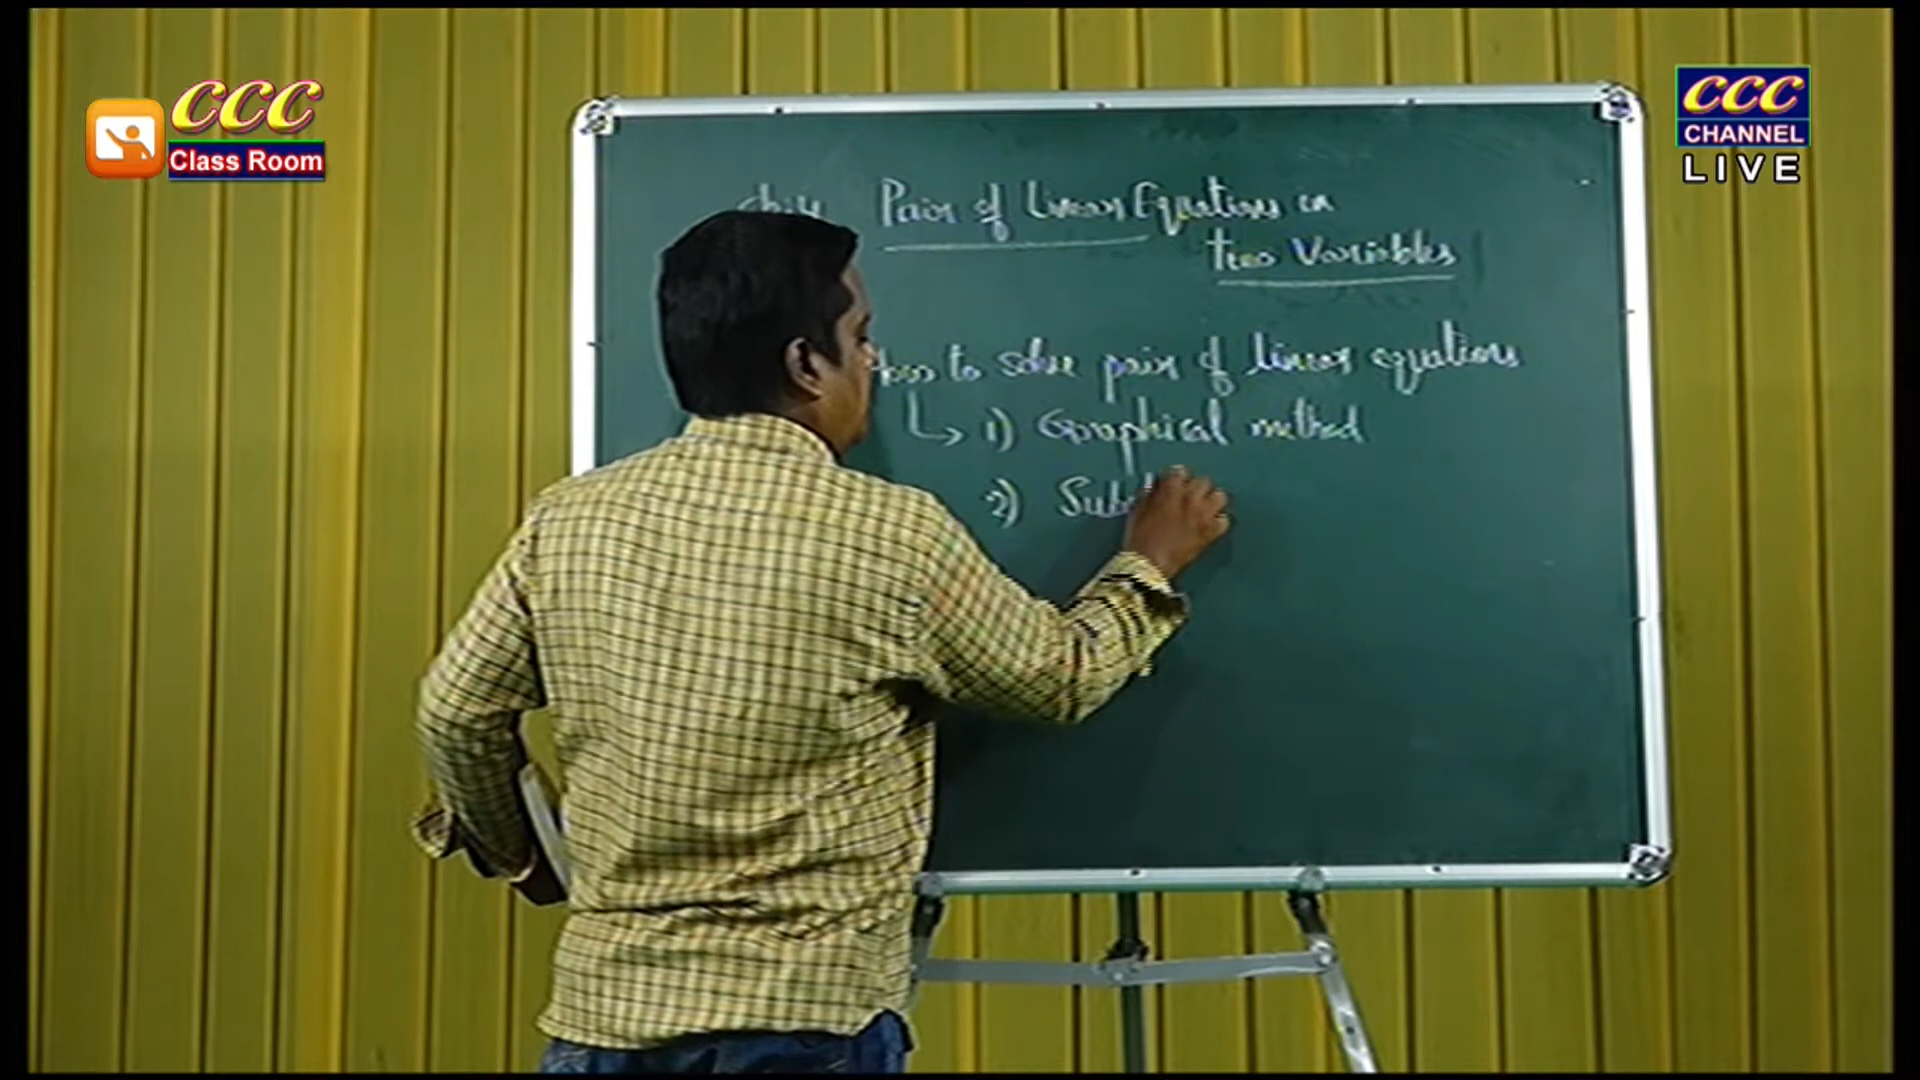 CCC
Class Room
CCC
CHANNEL
LIVE
Pair of Linear Equations in
two Variables
to solve pair of linear equations
1) Graphical method
2)